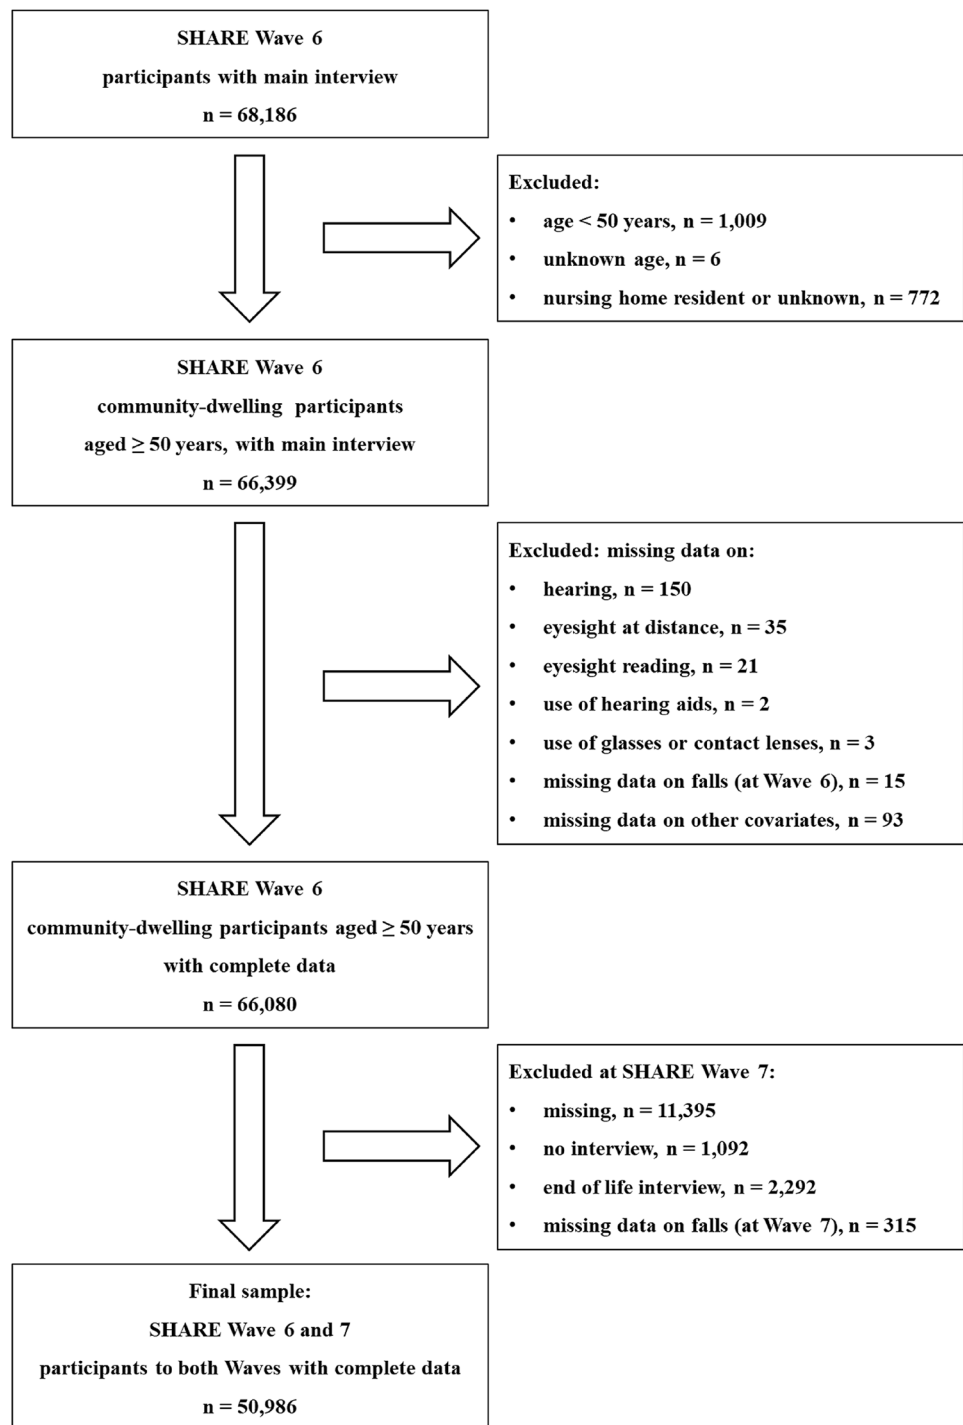 SHARE Wave 6
participants with main interview
n = 68,186
Excluded:
• age < 50 years, n = 1,009
• unknown age, n = 6
• nursing home resident or unknown, n = 772
SHARE Wave 6
community-dwelling participants
aged ≥ 50 years, with main interview
n = 66,399
Excluded: missing data on:
• hearing, n = 150
• eyesight at distance, n = 35
• eyesight reading, n = 21
• use of hearing aids, n = 2
• use of glasses or contact lenses, n = 3
• missing data on falls (at Wave 6), n = 15
• missing data on other covariates, n = 93
SHARE Wave 6
community-dwelling participants aged ≥ 50 years
with complete data
n = 66,080
Excluded at SHARE Wave 7:
• missing, n = 11,395
• no interview, n = 1,092
• end of life interview, n = 2,292
• missing data on falls (at Wave 7), n = 315
Final sample:
SHARE Wave 6 and 7
participants to both Waves with complete data
n = 50,986